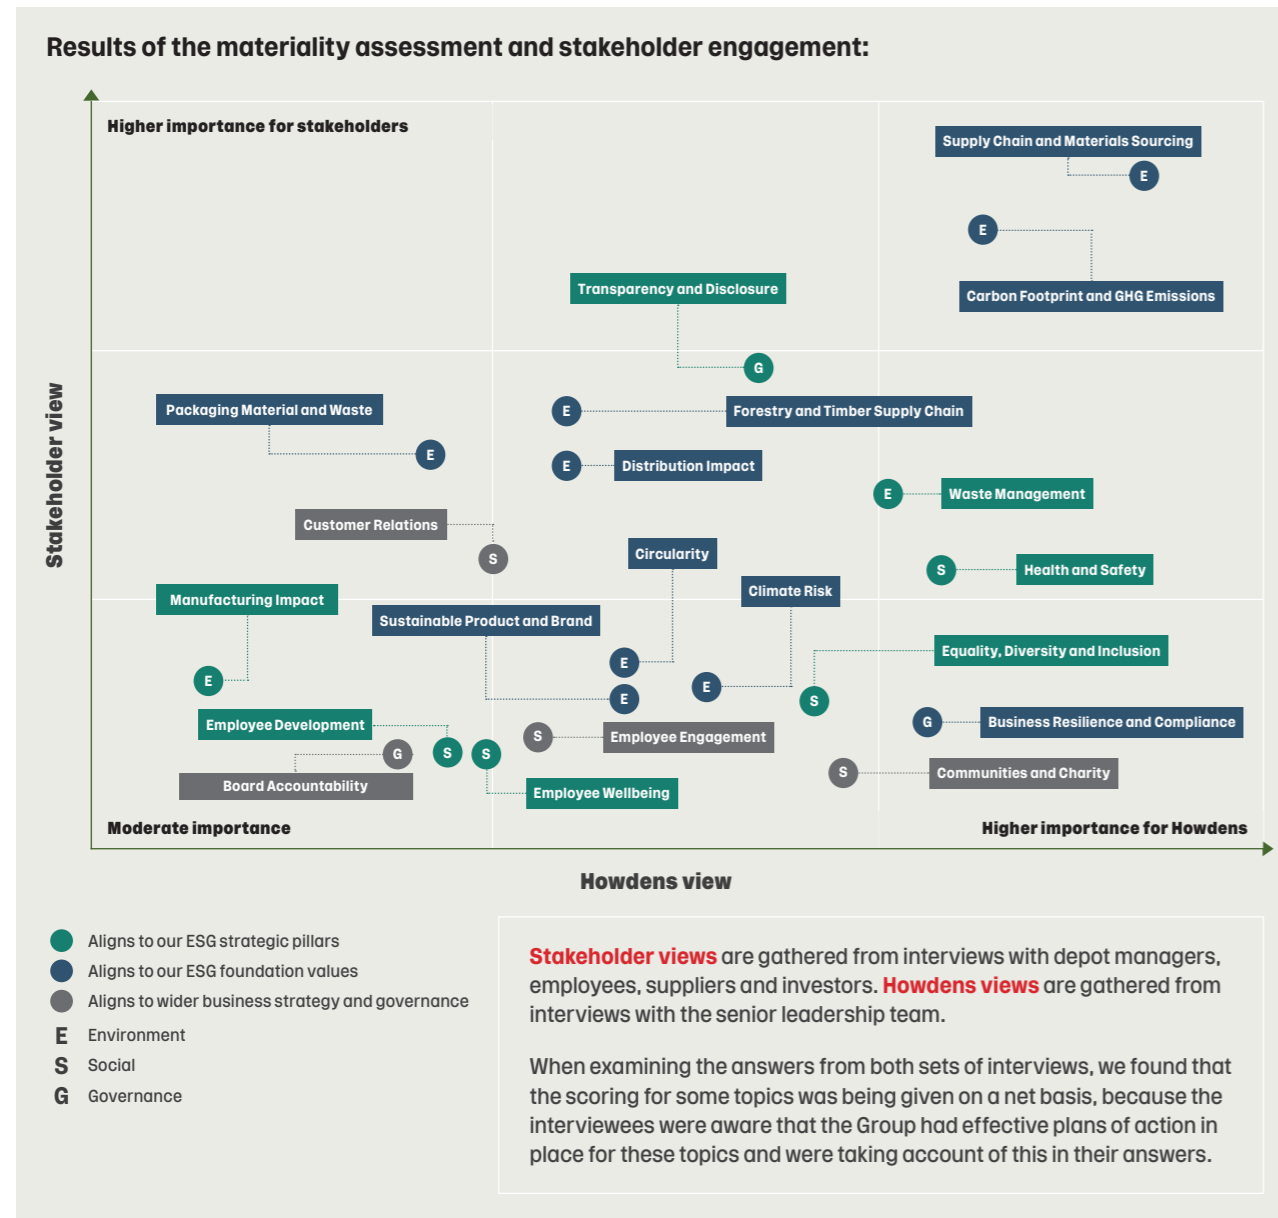 Results of the materiality assessment and stakeholder engagement:
Higher importance for stakeholders
Supply Chain and Materials Sourcing
E
E
Carbon Footprint and GHG Emissions
Transparency and Disclosure
G
Packaging Material and Waste
E
E
Forestry and Timber Supply Chain
E
Distribution Impact
E
Waste Management
Customer Relations
S
Circularity
E
S
Health and Safety
Climate Risk
E
Manufacturing Impact
E
Sustainable Product and Brand
E
Equality, Diversity and Inclusion
S
Employee Development
S
G
Board Accountability
S
Employee Wellbeing
S
Employee Engagement
G
Business Resilience and Compliance
S
Communities and Charity
Moderate importance
Higher importance for Howdens
Stakeholder view
Howdens view
Aligns to our ESG strategic pillars
Aligns to our ESG foundation values
Aligns to wider business strategy and governance
E Environment
S Social
G Governance
Stakeholder views are gathered from interviews with depot managers,
employees, suppliers and investors. Howdens views are gathered from
interviews with the senior leadership team.
When examining the answers from both sets of interviews, we found that
the scoring for some topics was being given on a net basis, because the
interviewees were aware that the Group had effective plans of action in
place for these topics and were taking account of this in their answers.